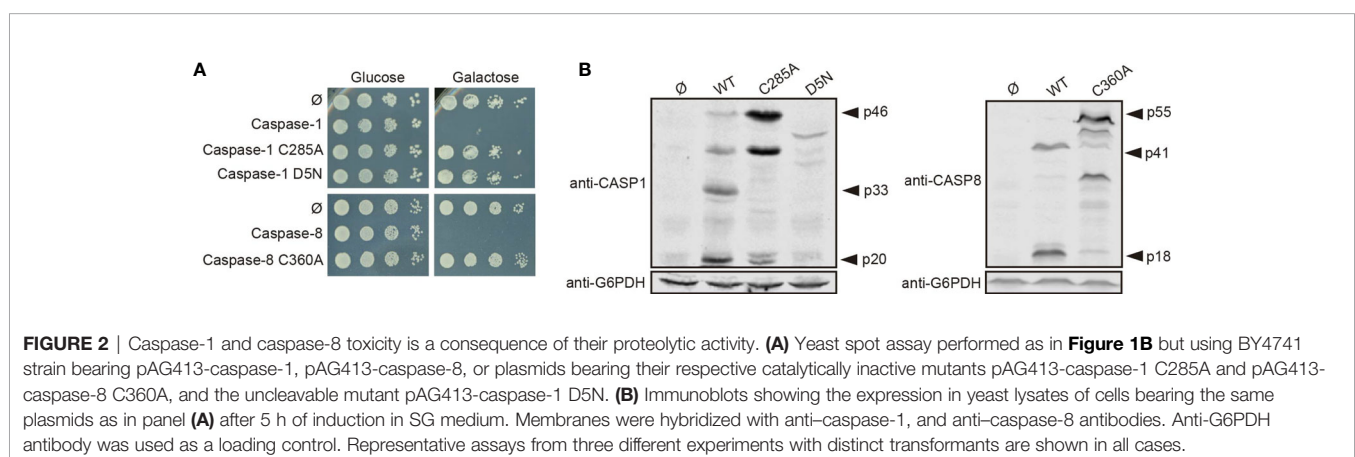 A
Glucose Galactose
Ø
Caspase-1
Caspase-1 C285A
Caspase-1 D5N
Ø
Caspase-8
Caspase-8 C360A
B
Ø WT C285A D5N
p46
anti-CASP1
p33
p20
anti-G6PDH
Ø WT C360A
p55
p41
anti-CASP8
p18
anti-G6PDH
FIGURE 2 | Caspase-1 and caspase-8 toxicity is a consequence of their proteolytic activity. (A) Yeast spot assay performed as in Figure 1B but using BY4741
strain bearing pAG413-caspase-1, pAG413-caspase-8, or plasmids bearing their respective catalytically inactive mutants pAG413-caspase-1 C285A and pAG413-
caspase-8 C360A, and the uncleavable mutant pAG413-caspase-1 D5N. (B) Immunoblots showing the expression in yeast lysates of cells bearing the same
plasmids as in panel (A) after 5 h of induction in SG medium. Membranes were hybridized with anti–caspase-1, and anti–caspase-8 antibodies. Anti-G6PDH
antibody was used as a loading control. Representative assays from three different experiments with distinct transformants are shown in all cases.